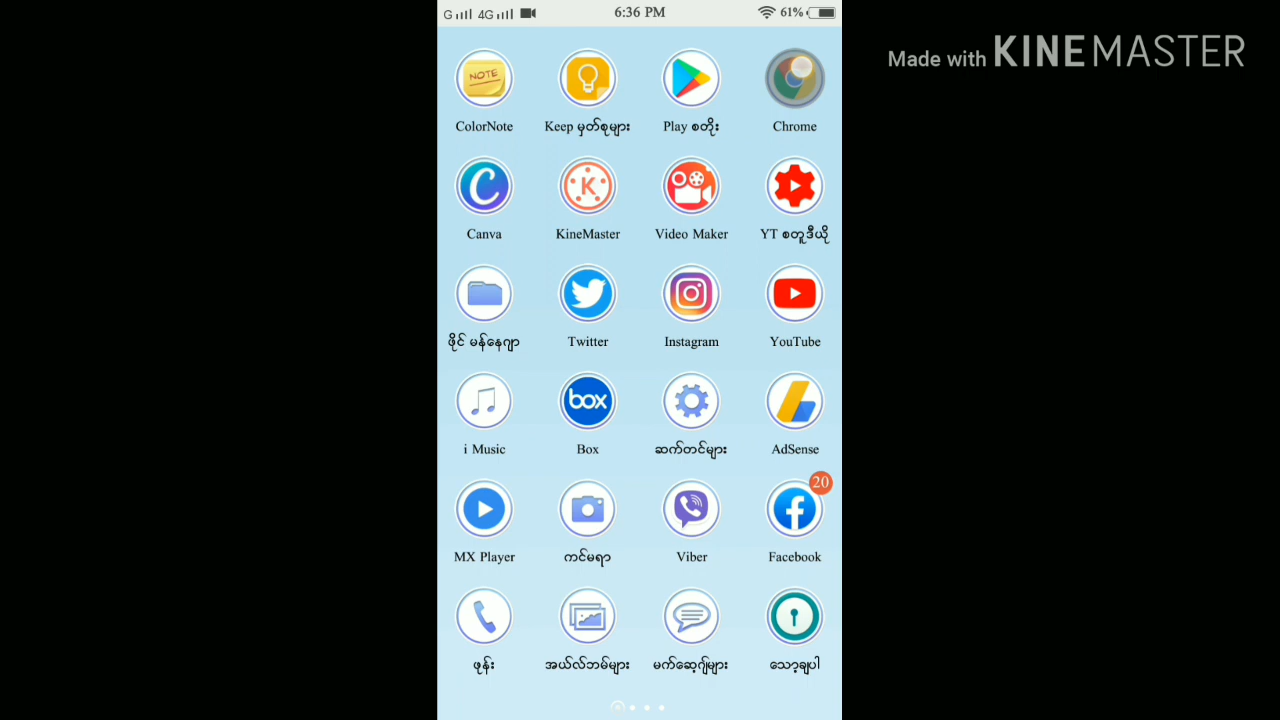 G 4G 6:36 PM 61%
Made with KINEMASTER
NOTE
ColorNote Keep မှတ်စုများ Play စတိုး Chrome
Canva KineMaster Video Maker YT စတူဒီယို
ဖိုင် မန်နေဂျာ Twitter Instagram YouTube
box
i Music Box ဆက်တင်များ AdSense
20
MX Player ကင်မရာ Viber Facebook
ဖုန်း အယ်လ်ဘမ်များ မက်ဆေ့ဂျ်များ သော့ချပါ